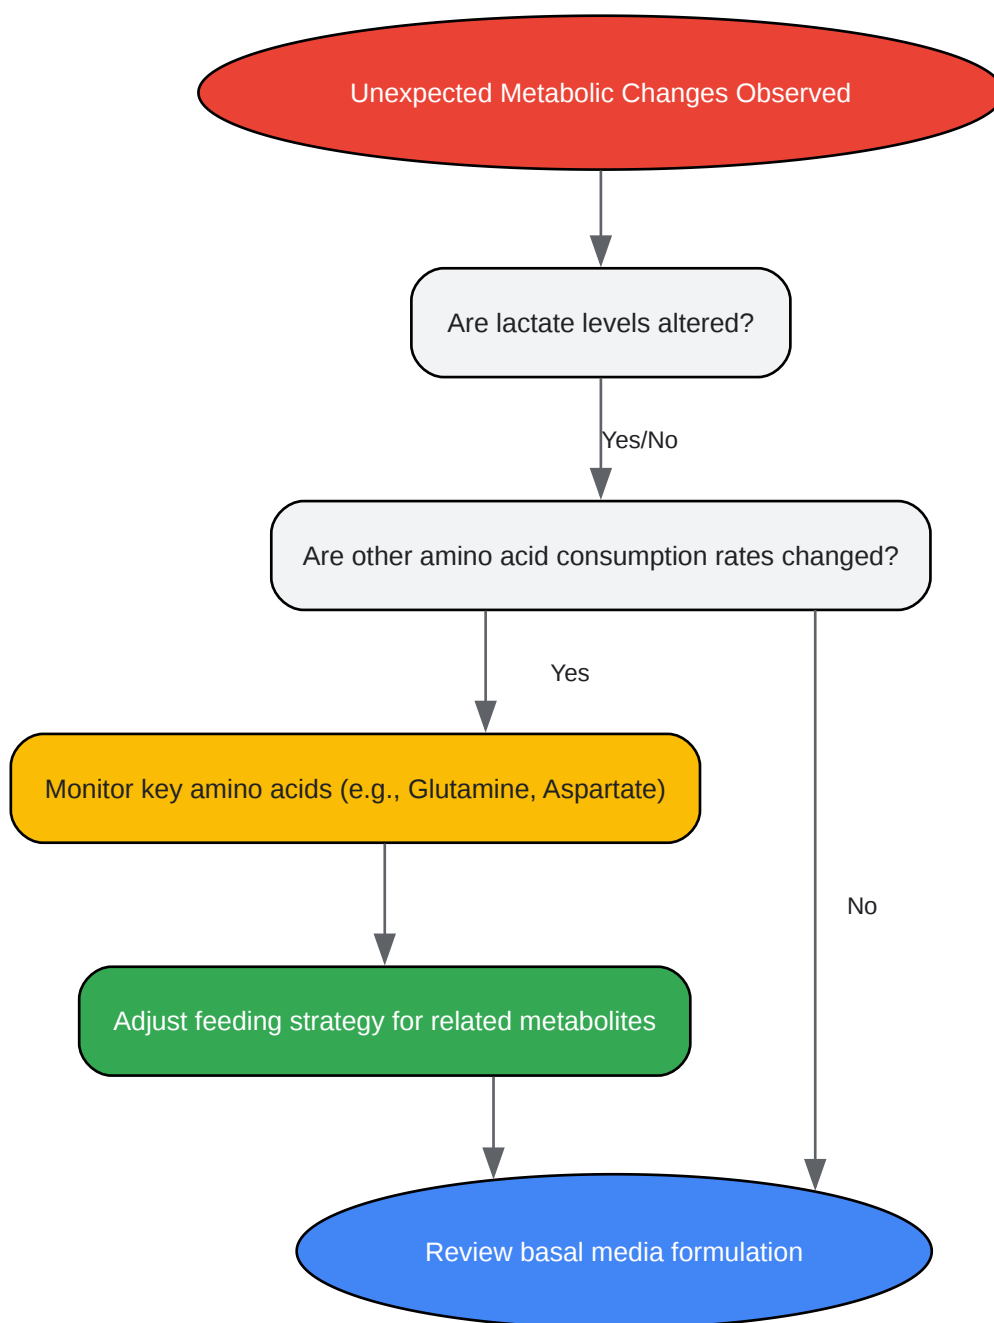 Unexpected Metabolic Changes Observed
Are lactate levels altered?
Yes/No
Are other amino acid consumption rates changed?
Yes
Monitor key amino acids (e.g., Glutamine, Aspartate)
No
Adjust feeding strategy for related metabolites
Review basal media formulation